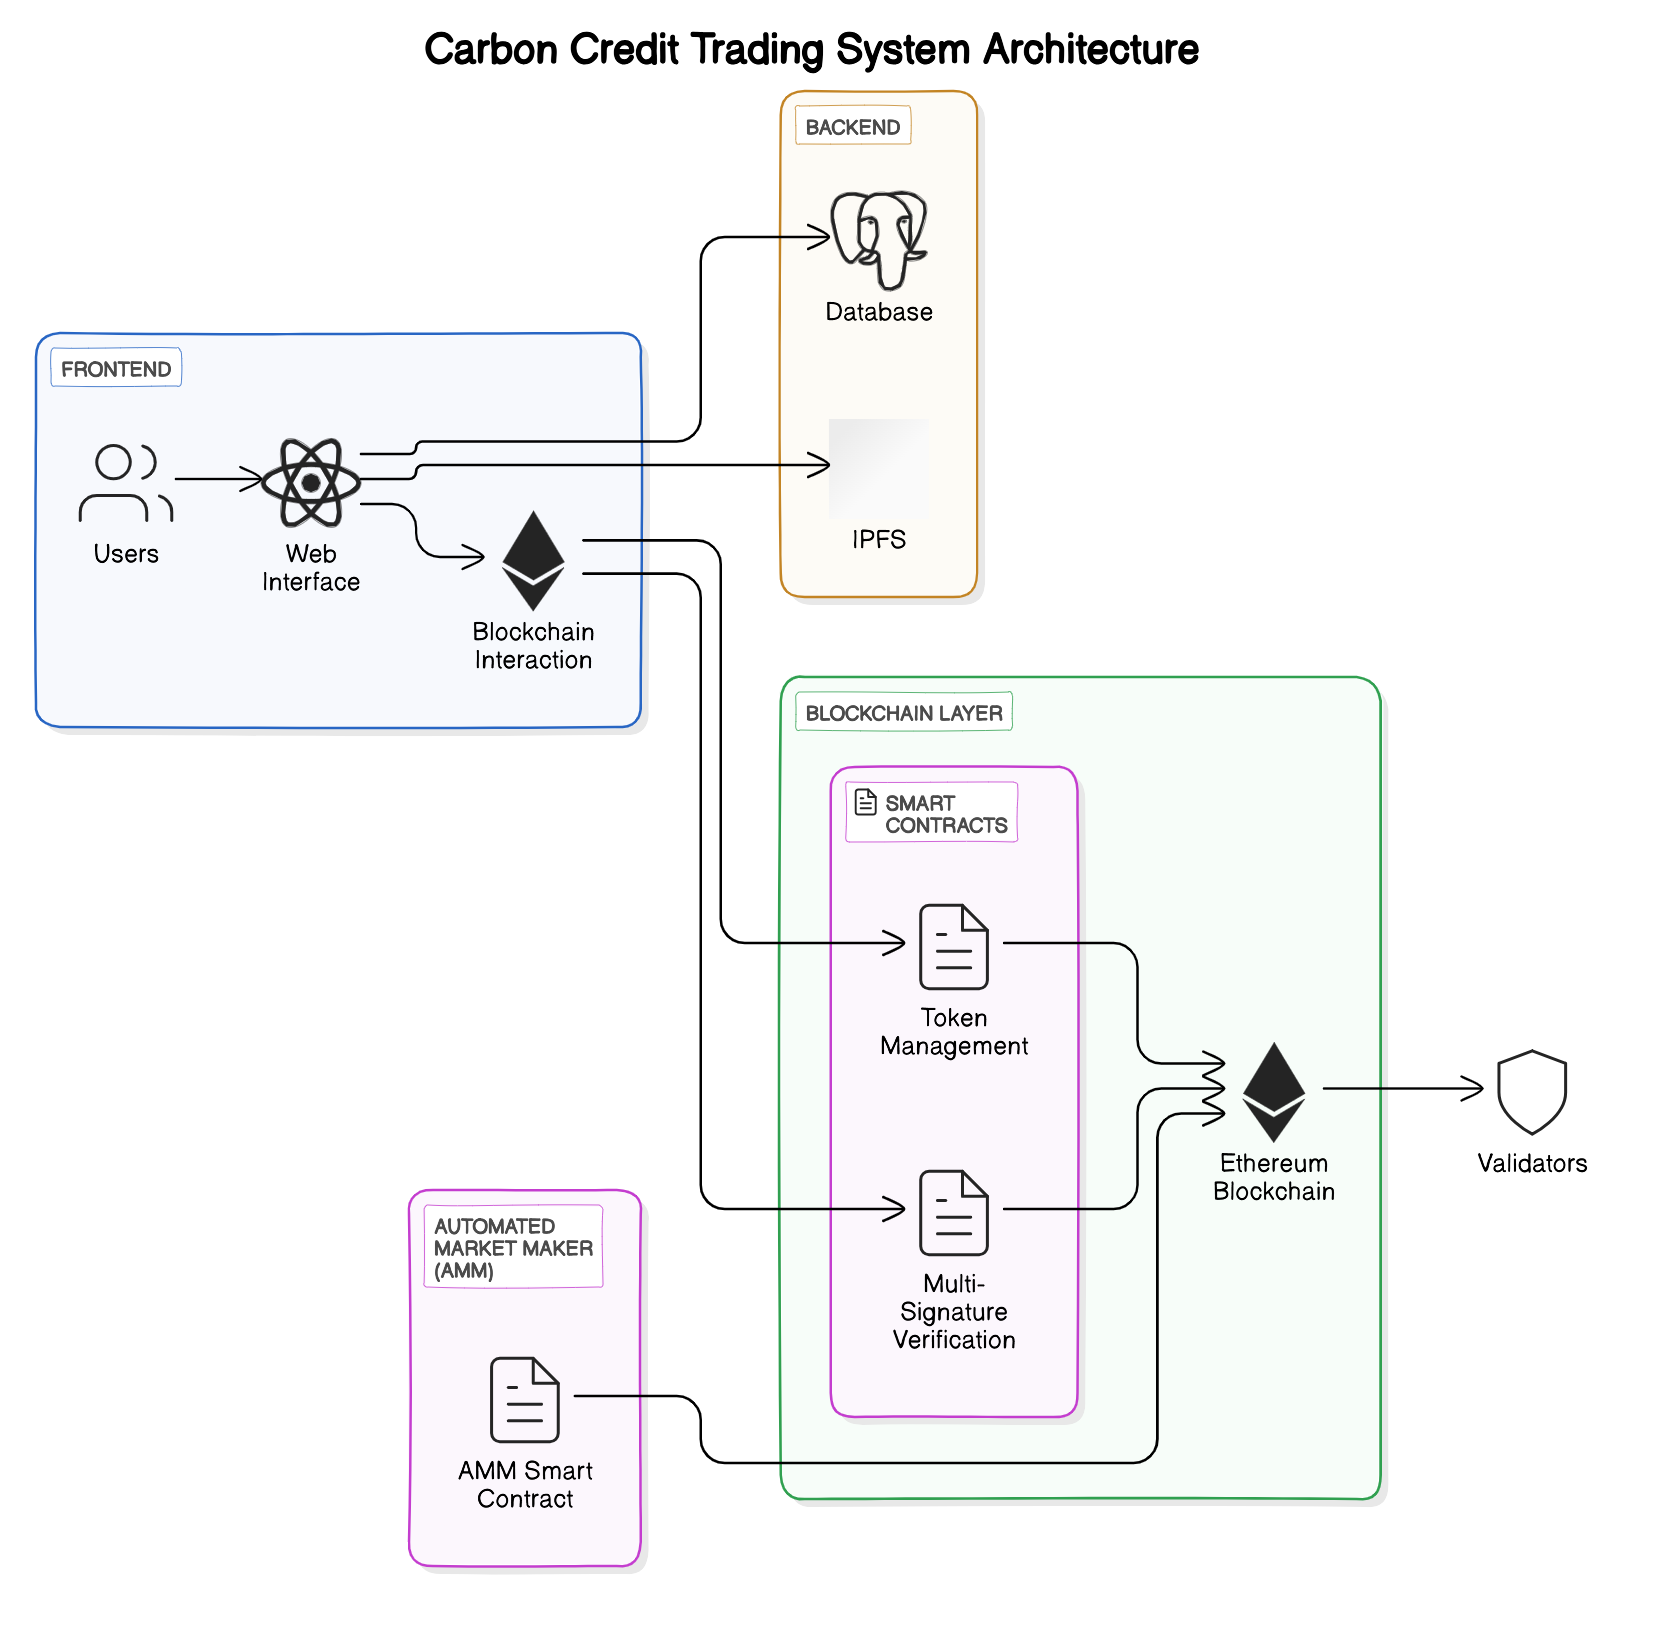 Carbon Credit Trading System Architecture
BACKEND
Database
IPFS
FRONTEND
Users
Web
Interface
Blockchain
Interaction
BLOCKCHAIN LAYER
SMART
CONTRACTS
Token
Management
Multi-
Signature
Verification
Ethereum
Blockchain
Validators
AUTOMATED
MARKET MAKER
(AMM)
AMM Smart
Contract